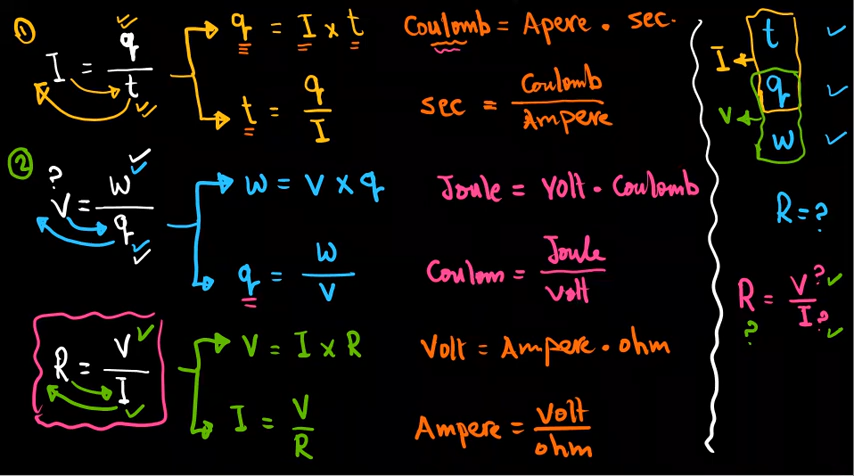 ① I = q/t
q = I × t
Coulomb = Apere . sec.
t = q/I
sec = Coulomb/Ampere
② ?
V = W/q
W = V × q
Joule = Volt . Coulomb
q = W/V
Coulom = Joule/Volt
R = V/I
V = I × R
Volt = Ampere . ohm
I = V/R
Ampere = Volt/ohm
t
I
q
V
W
R = ?
R = V?/I?
?